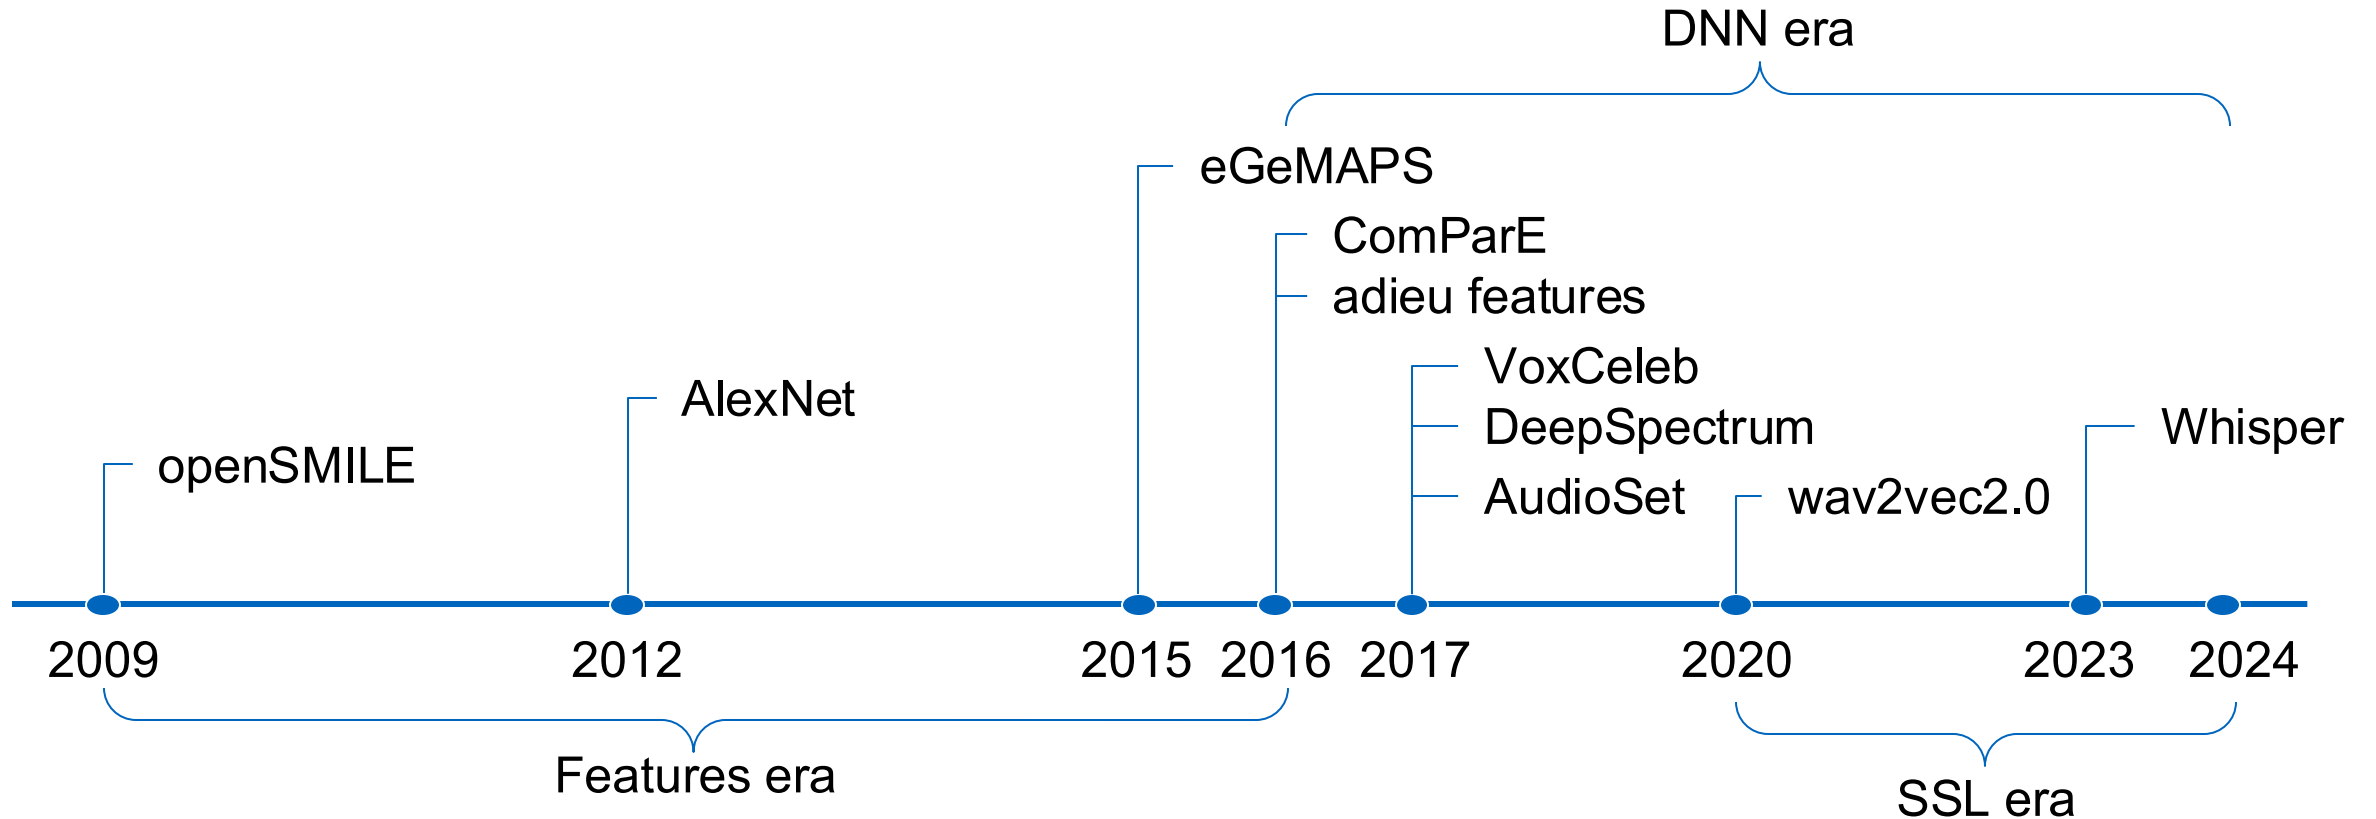 DNN era
eGeMAPS
ComParE
adieu features
VoxCeleb
AlexNet
DeepSpectrum
Whisper
openSMILE
AudioSet
wav2vec2.0
2009
2012
2015
2016
2017
2020
2023
2024
Features era
SSL era